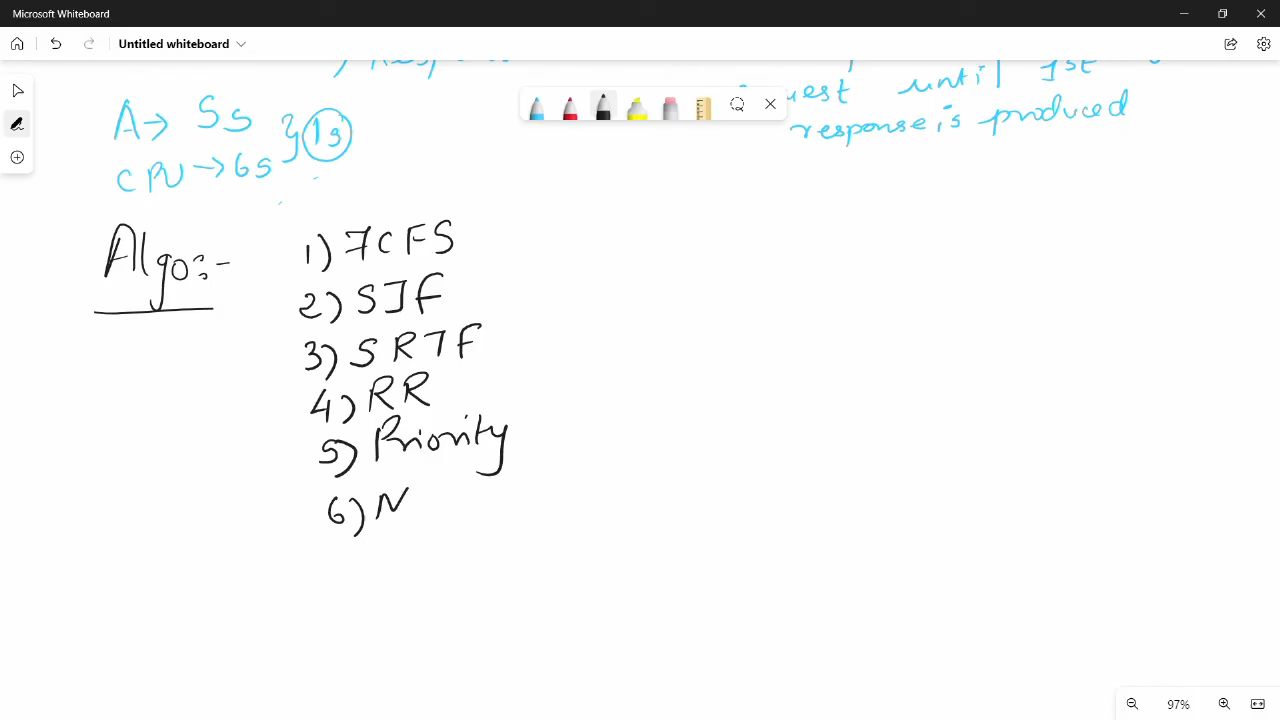 Microsoft Whiteboard
Untitled whiteboard
until 1st
response is produced
A → 5s
CPU → 6s } 1s
Algo:-
1) FCFS
2) SJF
3) SRTF
4) RR
5) Priority
6) N
97%